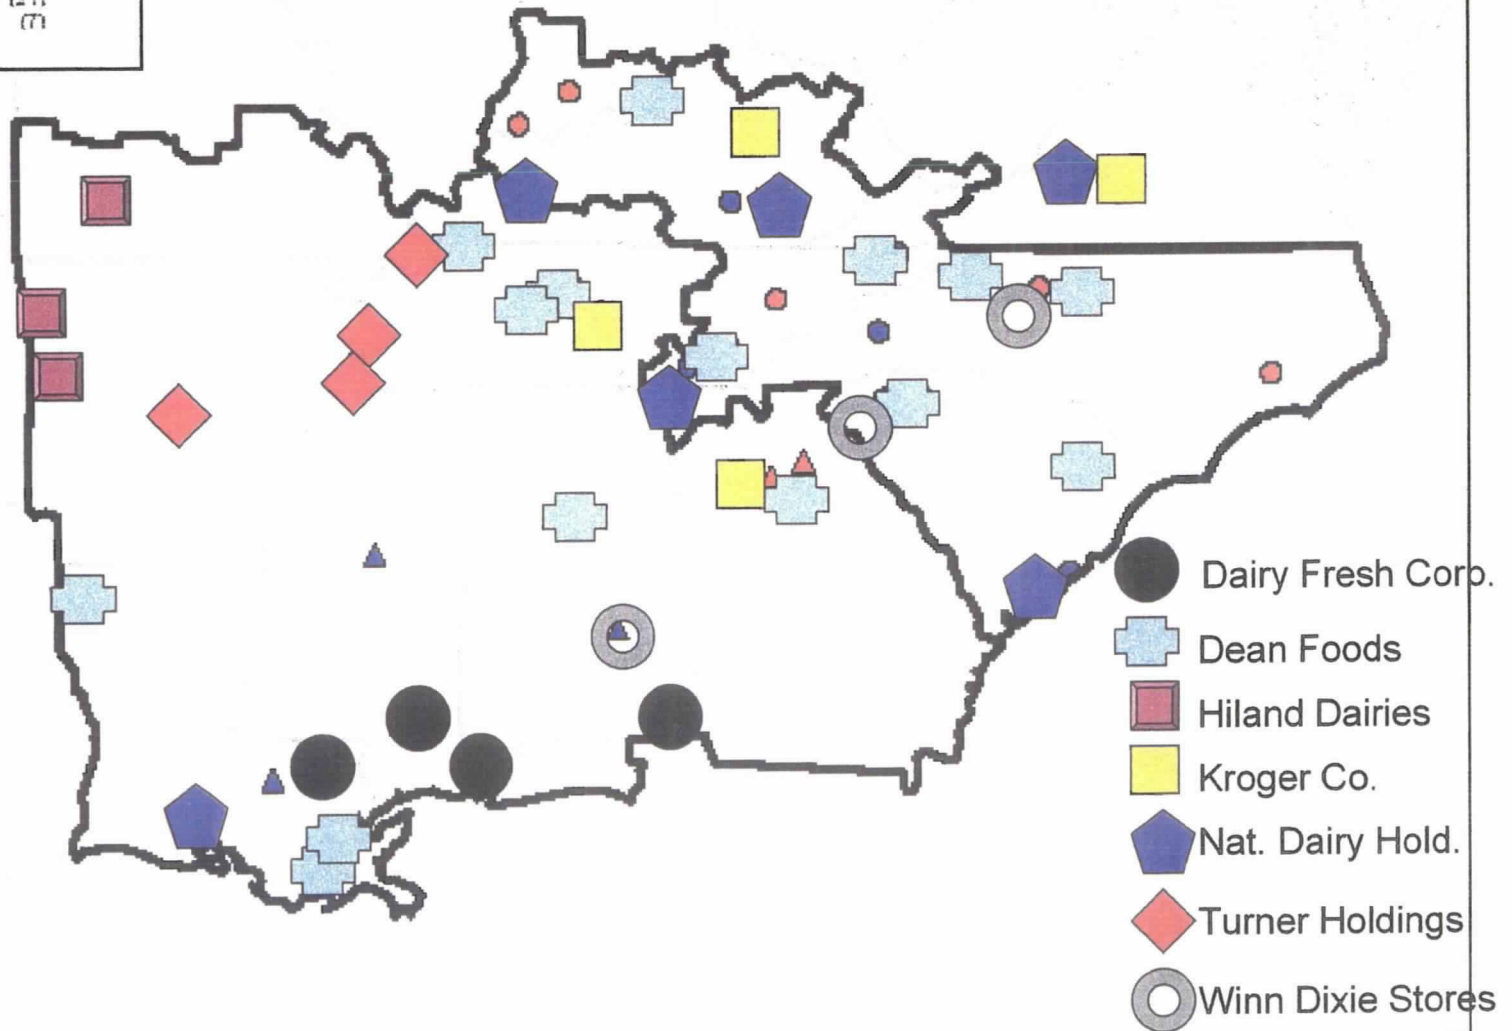 Dairy Fresh Corp.
Dean Foods
Hiland Dairies
Kroger Co.
Nat. Dairy Hold.
Turner Holdings
Winn Dixie Stores